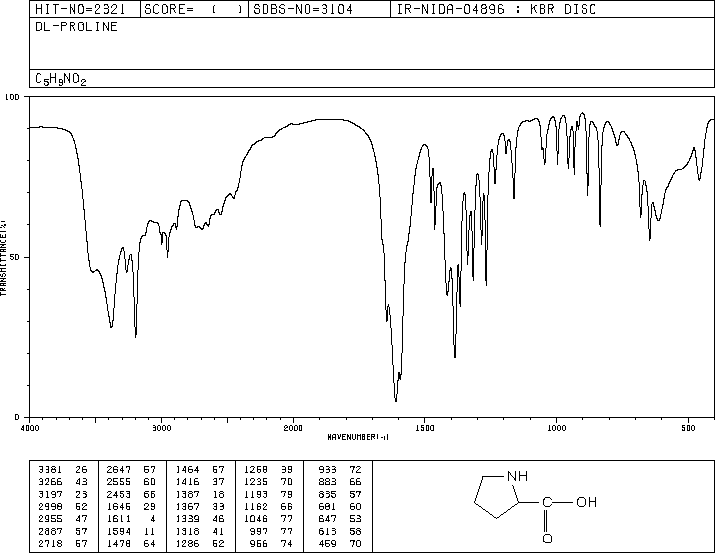 HIT-NO=2321 SCORE= ( ) SDBS-NO=3104 IR-NIDA-04896 : KBR DISC
DL-PROLINE
C5H9NO2
100
50
0
TRANSMITTANCE(%)
4000 3000 2000 1500 1000 500
WAVENUMBER(-1)
3381 26 2647 57 1464 57 1268 39 933 72
3266 43 2555 60 1416 37 1235 70 883 66
3197 23 2453 66 1387 18 1193 79 835 57
2998 52 1646 29 1367 33 1162 66 681 60
2955 47 1611 4 1339 46 1046 77 647 53
2887 57 1594 11 1318 41 997 77 613 58
2718 57 1478 64 1286 52 956 74 459 70
NH
C OH
O